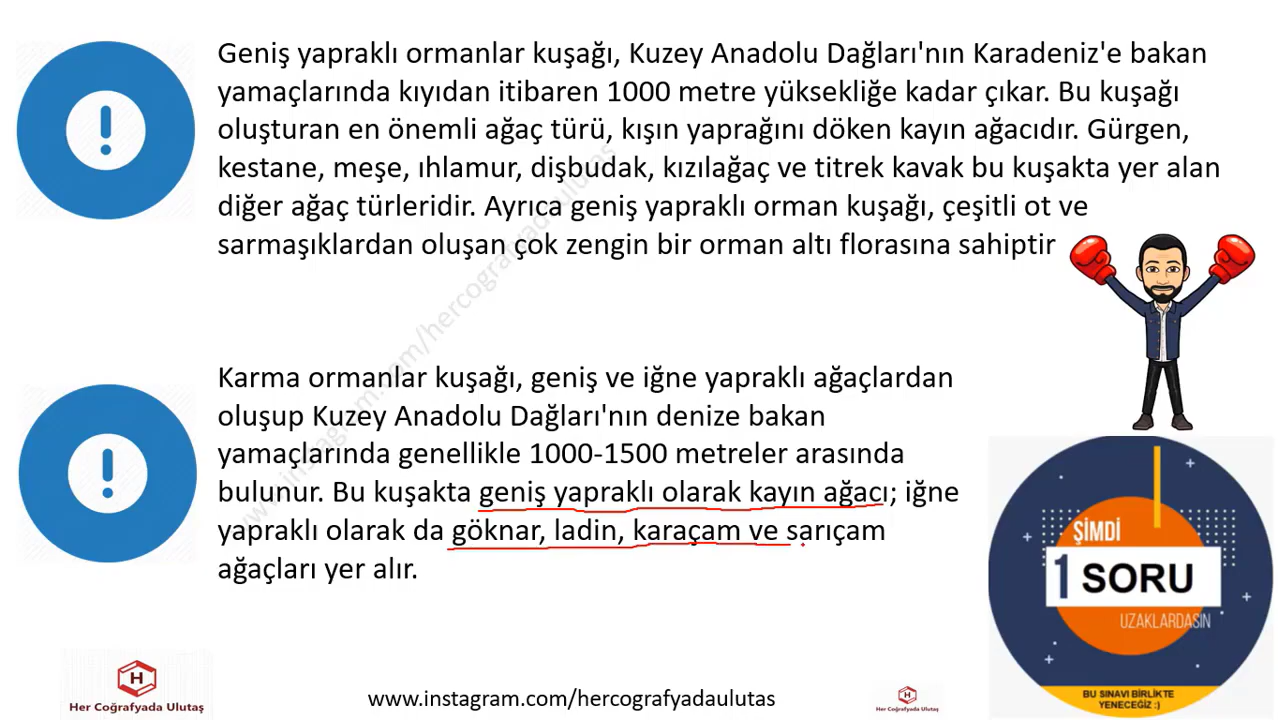 Geniş yapraklı ormanlar kuşağı, Kuzey Anadolu Dağları'nın Karadeniz'e bakan
yamaçlarında kıyıdan itibaren 1000 metre yüksekliğe kadar çıkar. Bu kuşağı
oluşturan en önemli ağaç türü, kışın yaprağını döken kayın ağacıdır. Gürgen,
kestane, meşe, ıhlamur, dişbudak, kızılağaç ve titrek kavak bu kuşakta yer alan
diğer ağaç türleridir. Ayrıca geniş yapraklı orman kuşağı, çeşitli ot ve
sarmaşıklardan oluşan çok zengin bir orman altı florasına sahiptir
Karma ormanlar kuşağı, geniş ve iğne yapraklı ağaçlardan
oluşup Kuzey Anadolu Dağları'nın denize bakan
yamaçlarında genellikle 1000-1500 metreler arasında
bulunur. Bu kuşakta geniş yapraklı olarak kayın ağacı; iğne
yapraklı olarak da göknar, ladin, karaçam ve sarıçam
ağaçları yer alır.
www.instagram.com/hercografyadaulutas
ŞİMDİ
1 SORU
UZAKLARDASIN
BU SINAVI BİRLİKTE
YENECEĞİZ :)
H
Her Coğrafyada Ulutaş
www.instagram.com/hercografyadaulutas
Her Coğrafyada Ulutaş